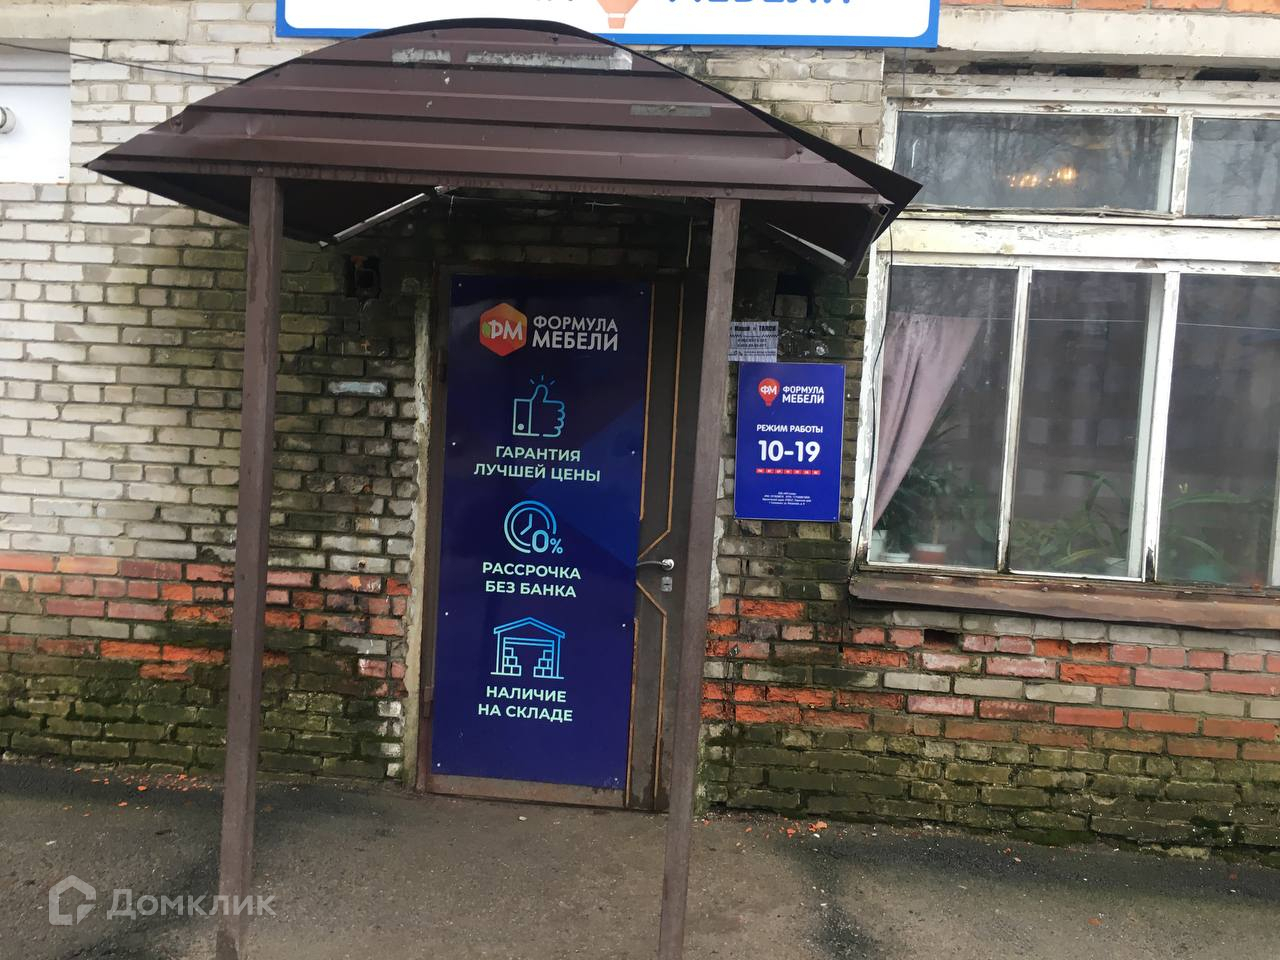 МЕБЕЛИ
ФМ
ФОРМУЛА
МЕБЕЛИ
ГАРАНТИЯ
ЛУЧШЕЙ ЦЕНЫ
0%
РАССРОЧКА
БЕЗ БАНКА
НАЛИЧИЕ
НА СКЛАДЕ
ФМ
ФОРМУЛА
МЕБЕЛИ
РЕЖИМ РАБОТЫ
10-19
Домклик